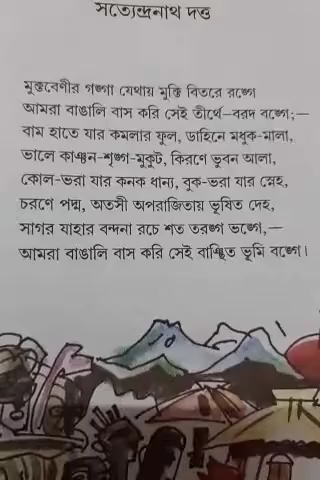 সত্যেন্দ্রনাথ দত্ত
মুক্তবেণীর গঙ্গা যেথায় মুক্তি বিতরে রঙ্গে
আমরা বাঙালি বাস করি সেই তীর্থে—বরদ বঙ্গে;—
বাম হাতে যার কমলার ফুল, ডাহিনে মধুক-মালা,
ভালে কাঞ্চন-শৃঙ্গ-মুকুট, কিরণে ভুবন আলা,
কোল-ভরা যার কনক ধান্য, বুক-ভরা যার স্নেহ,
চরণে পদ্ম, অতসী অপরাজিতায় ভূষিত দেহ,
সাগর যাহার বন্দনা রচে শত তরঙ্গ ভঙ্গে,—
আমরা বাঙালি বাস করি সেই বাঞ্ছিত ভূমি বঙ্গে।